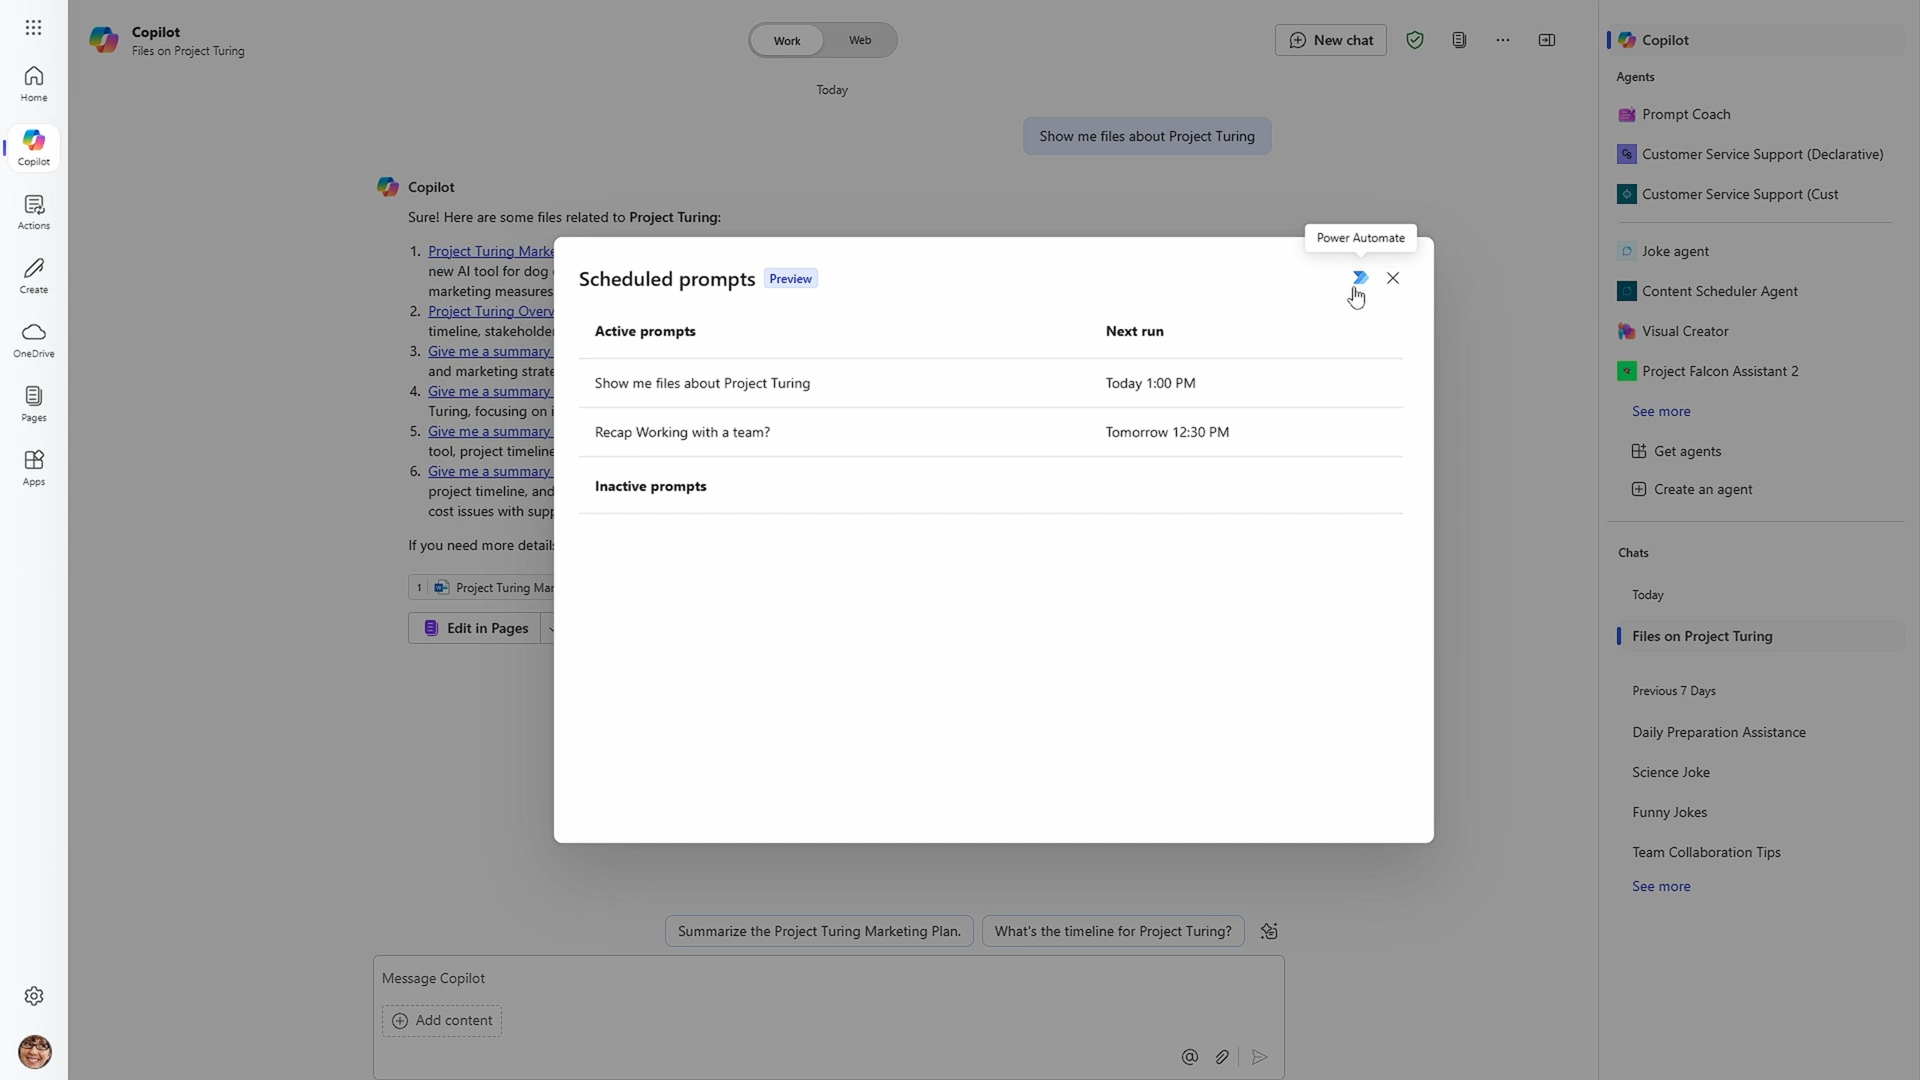 Home
Copilot
Actions
Create
OneDrive
Pages
Apps
Copilot
Files on Project Turing
Work
Web
New chat
Today
Show me files about Project Turing
Copilot
Sure! Here are some files related to Project Turing:
1. Project Turing Marke
new AI tool for dog
marketing measures
2. Project Turing Overv
timeline, stakeholder
3. Give me a summary
and marketing strate
4. Give me a summary
Turing, focusing on i
5. Give me a summary
tool, project timeline
6. Give me a summary
project timeline, and
cost issues with supp
If you need more details
1 Project Turing Mar
Edit in Pages
Power Automate
Scheduled prompts Preview
Active prompts Next run
Show me files about Project Turing Today 1:00 PM
Recap Working with a team? Tomorrow 12:30 PM
Inactive prompts
Summarize the Project Turing Marketing Plan.
What's the timeline for Project Turing?
Message Copilot
Add content
Copilot
Agents
Prompt Coach
Customer Service Support (Declarative)
Customer Service Support (Cust
Joke agent
Content Scheduler Agent
Visual Creator
Project Falcon Assistant 2
See more
Get agents
Create an agent
Chats
Today
Files on Project Turing
Previous 7 Days
Daily Preparation Assistance
Science Joke
Funny Jokes
Team Collaboration Tips
See more